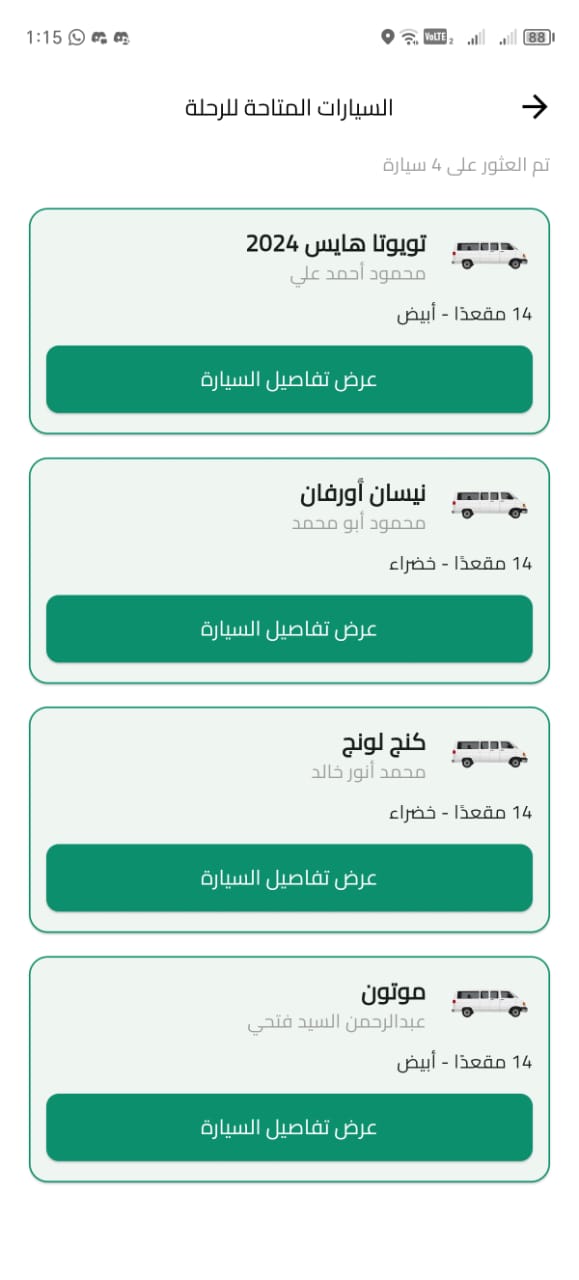 1:15
VoLTE 2
88
السيارات المتاحة للرحلة
تم العثور على 4 سيارة
تويوتا هايس 2024
محمود أحمد علي
14 مقعدًا - أبيض
عرض تفاصيل السيارة
نيسان أورفان
محمود أبو محمد
14 مقعدًا - خضراء
عرض تفاصيل السيارة
كنج لونج
محمد أنور خالد
14 مقعدًا - خضراء
عرض تفاصيل السيارة
موتون
عبدالرحمن السيد فتحي
14 مقعدًا - أبيض
عرض تفاصيل السيارة